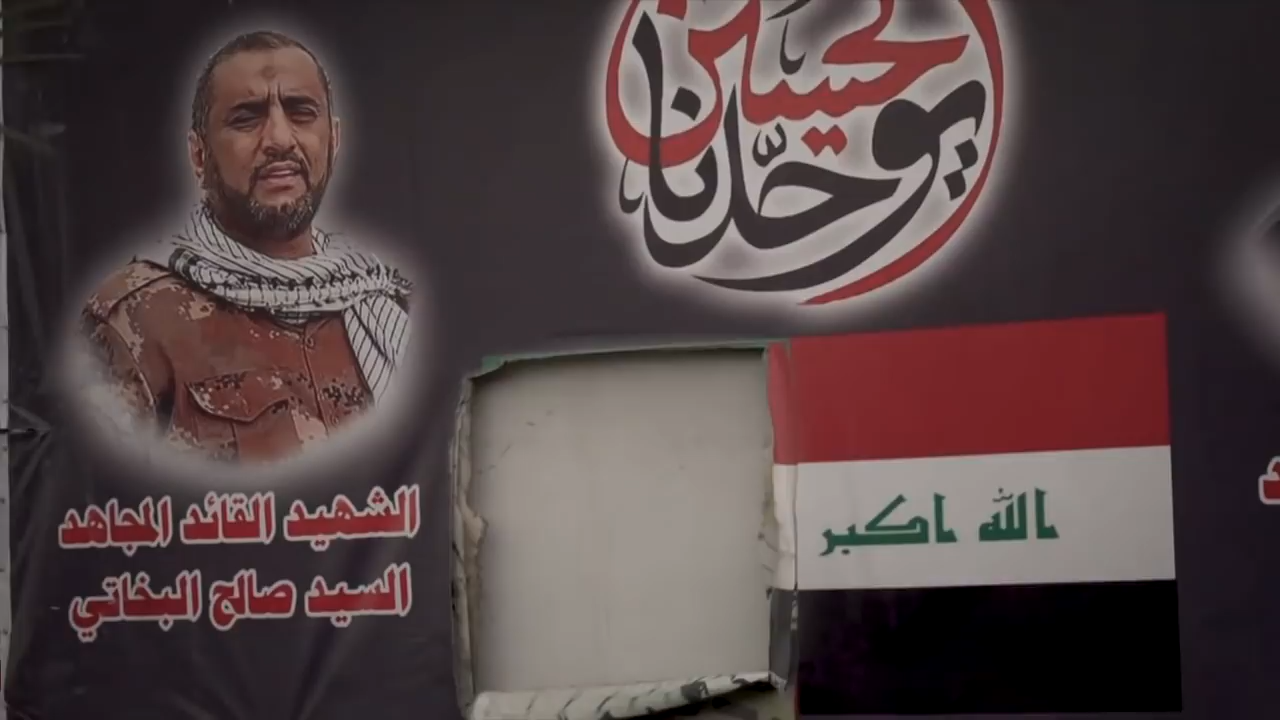 الحسين
يوحدنا
الشهيد القائد المجاهد
السيد صالح البخاتي
الله اكبر